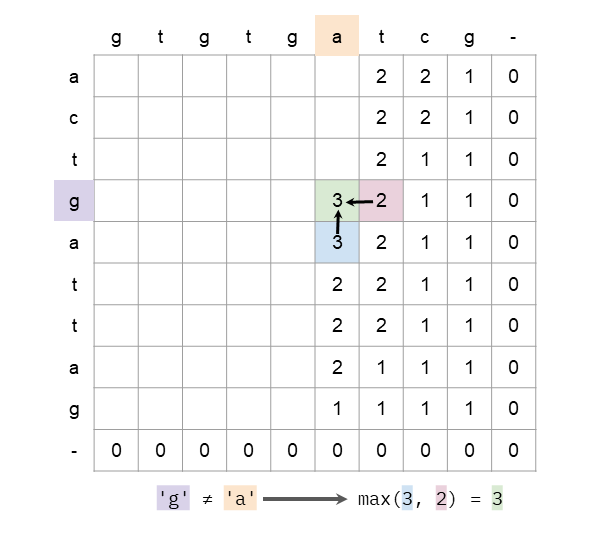 g t g t g a t c g -
a 2 2 1 0
c 2 2 1 0
t 2 1 1 0
g 3 2 1 1 0
a 3 2 1 1 0
t 2 2 1 1 0
t 2 2 1 1 0
a 2 1 1 1 0
g 1 1 1 1 0
- 0 0 0 0 0 0 0 0 0 0
'g' ≠ 'a' max(3, 2) = 3